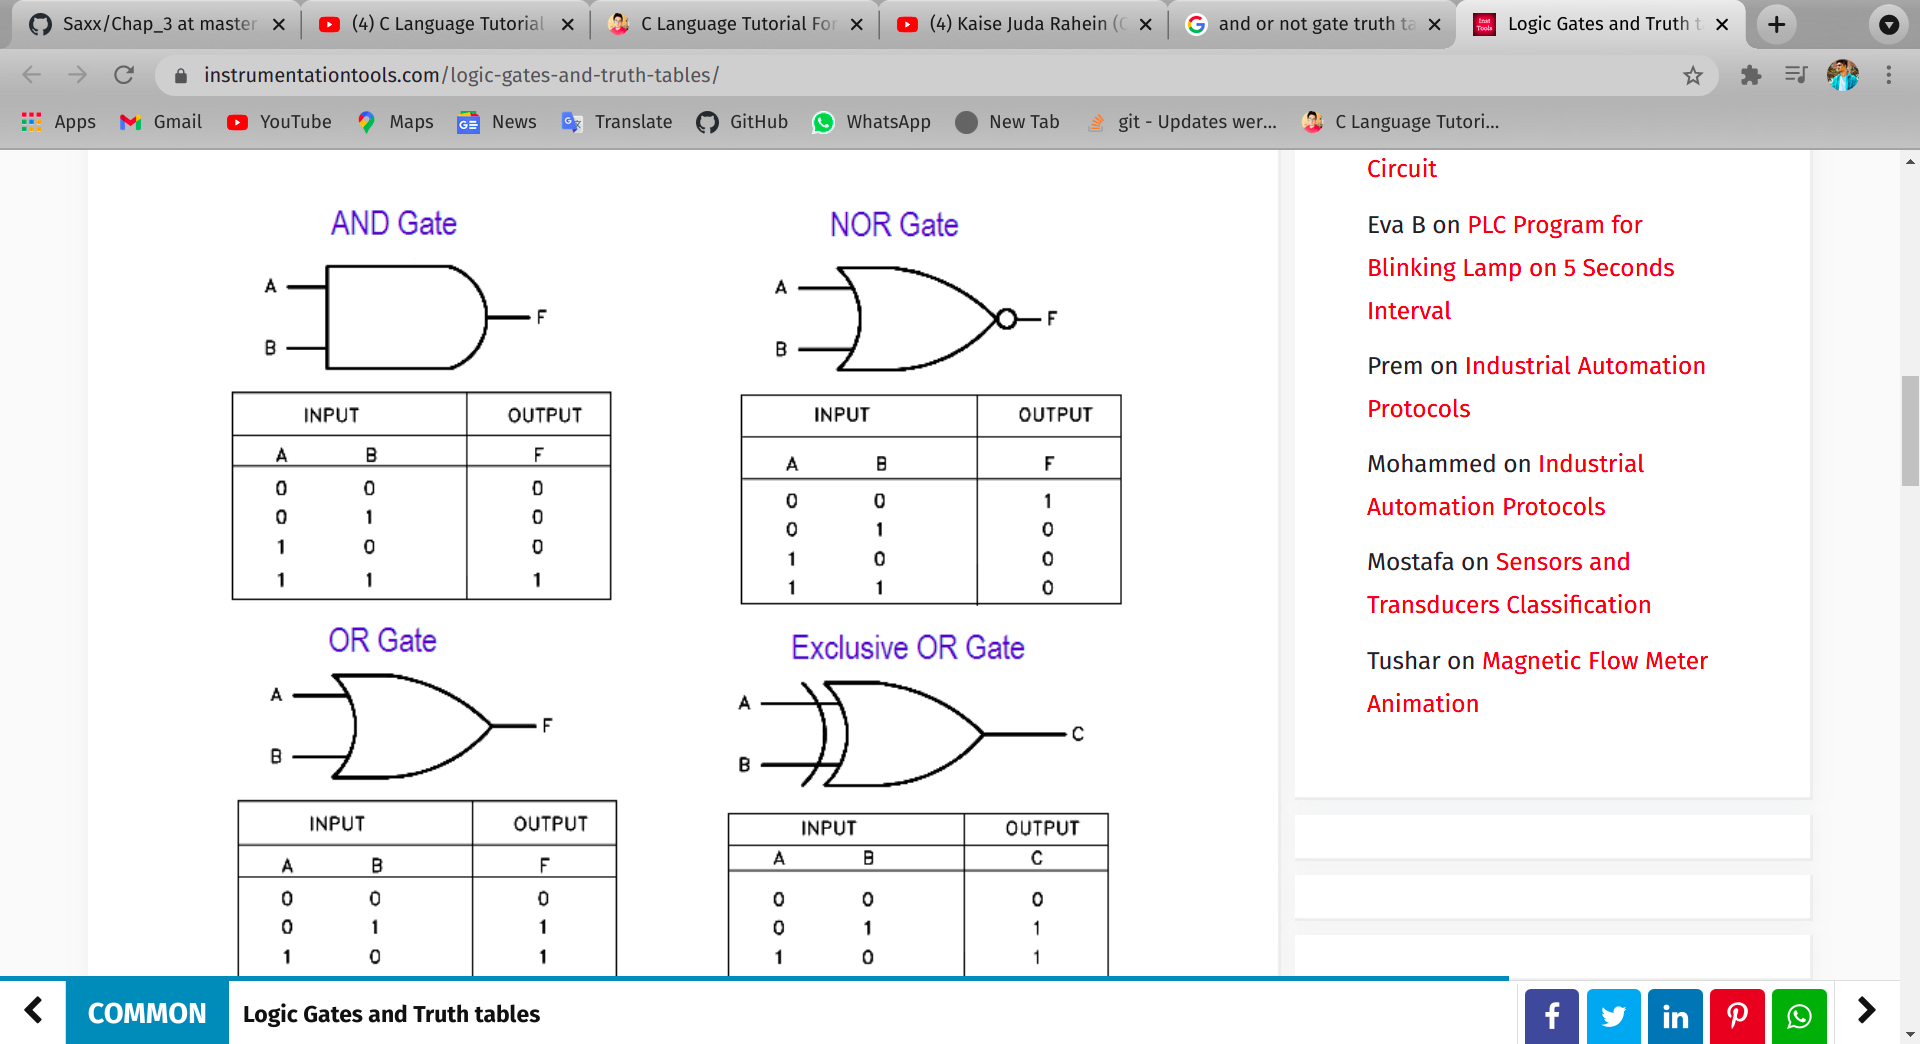 Saxx/Chap_3 at master
(4) C Language Tutorial
C Language Tutorial For
(4) Kaise Juda Rahein (
and or not gate truth ta
Logic Gates and Truth t
instrumentationtools.com/logic-gates-and-truth-tables/
Apps
Gmail
YouTube
Maps
News
Translate
GitHub
WhatsApp
New Tab
git - Updates wer...
C Language Tutori...
AND Gate
A
F
B
INPUT OUTPUT
A B F
0 0 0
0 1 0
1 0 0
1 1 1
NOR Gate
A
F
B
INPUT OUTPUT
A B F
0 0 1
0 1 0
1 0 0
1 1 0
OR Gate
A
F
B
INPUT OUTPUT
A B F
0 0 0
0 1 1
1 0 1
Exclusive OR Gate
A
C
B
INPUT OUTPUT
A B C
0 0 0
0 1 1
1 0 1
Circuit
Eva B on PLC Program for
Blinking Lamp on 5 Seconds
Interval
Prem on Industrial Automation
Protocols
Mohammed on Industrial
Automation Protocols
Mostafa on Sensors and
Transducers Classification
Tushar on Magnetic Flow Meter
Animation
COMMON
Logic Gates and Truth tables